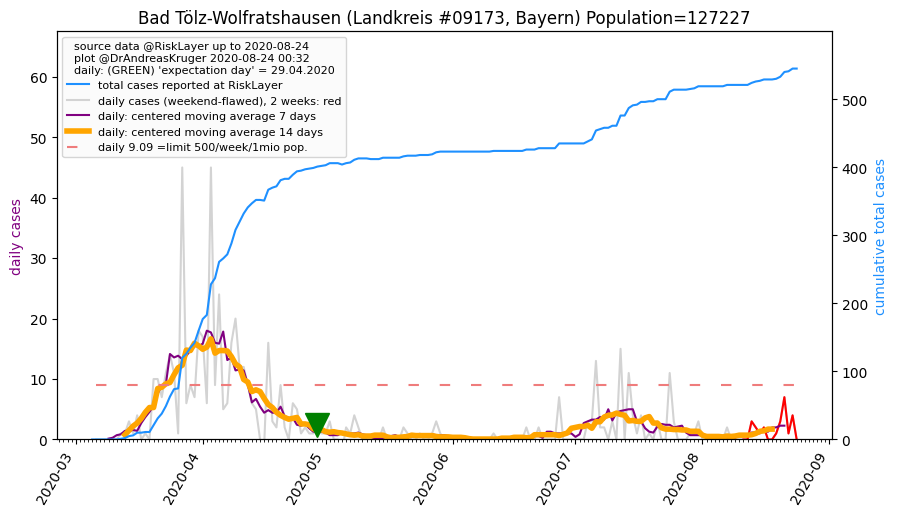 Bad Tölz-Wolfratshausen (Landkreis #09173, Bayern) Population=127227
source data @RiskLayer up to 2020-08-24
plot @DrAndreasKruger 2020-08-24 00:32
daily: (GREEN) 'expectation day' = 29.04.2020
total cases reported at RiskLayer
daily cases (weekend-flawed), 2 weeks: red
daily: centered moving average 7 days
daily: centered moving average 14 days
daily 9.09 =limit 500/week/1mio pop.
daily cases
60
50
40
30
20
10
0
cumulative total cases
500
400
300
200
100
0
2020-03
2020-04
2020-05
2020-06
2020-07
2020-08
2020-09